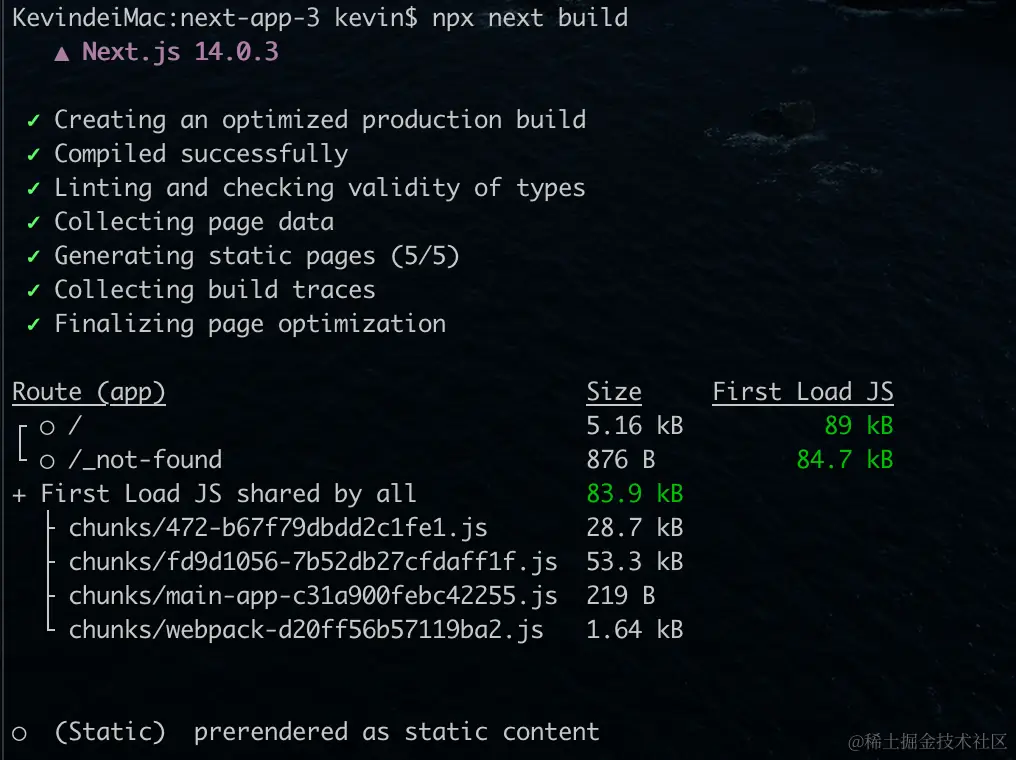 KevindeiMac:next-app-3 kevin$ npx next build
▲ Next.js 14.0.3
✓ Creating an optimized production build
✓ Compiled successfully
✓ Linting and checking validity of types
✓ Collecting page data
✓ Generating static pages (5/5)
✓ Collecting build traces
✓ Finalizing page optimization
Route (app) Size First Load JS
┌ ○ / 5.16 kB 89 kB
└ ○ /_not-found 876 B 84.7 kB
+ First Load JS shared by all 83.9 kB
├ chunks/472-b67f79dbdd2c1fe1.js 28.7 kB
├ chunks/fd9d1056-7b52db27cfdaff1f.js 53.3 kB
├ chunks/main-app-c31a900febc42255.js 219 B
└ chunks/webpack-d20ff56b57119ba2.js 1.64 kB
○ (Static) prerendered as static content
@稀土掘金技术社区